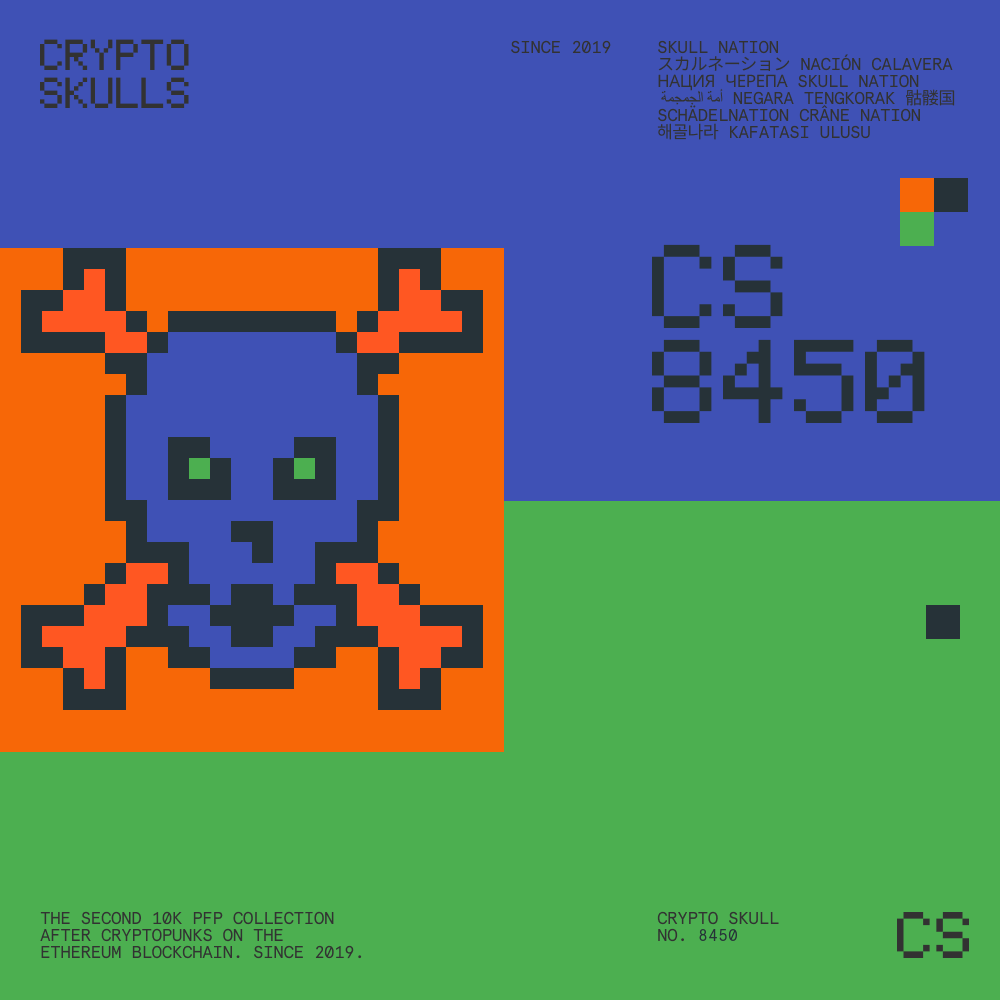 CRYPTO
SKULLS
SINCE 2019
SKULL NATION
スカルネーション NACIÓN CALAVERA
НАЦИЯ ЧЕРЕПА SKULL NATION
أمة الجمجمة NEGARA TENGKORAK 骷髅国
SCHÄDELNATION CRÂNE NATION
해골나라 KAFATASI ULUSU
CS
8450
THE SECOND 10K PFP COLLECTION
AFTER CRYPTOPUNKS ON THE
ETHEREUM BLOCKCHAIN. SINCE 2019.
CRYPTO SKULL
NO. 8450
CS